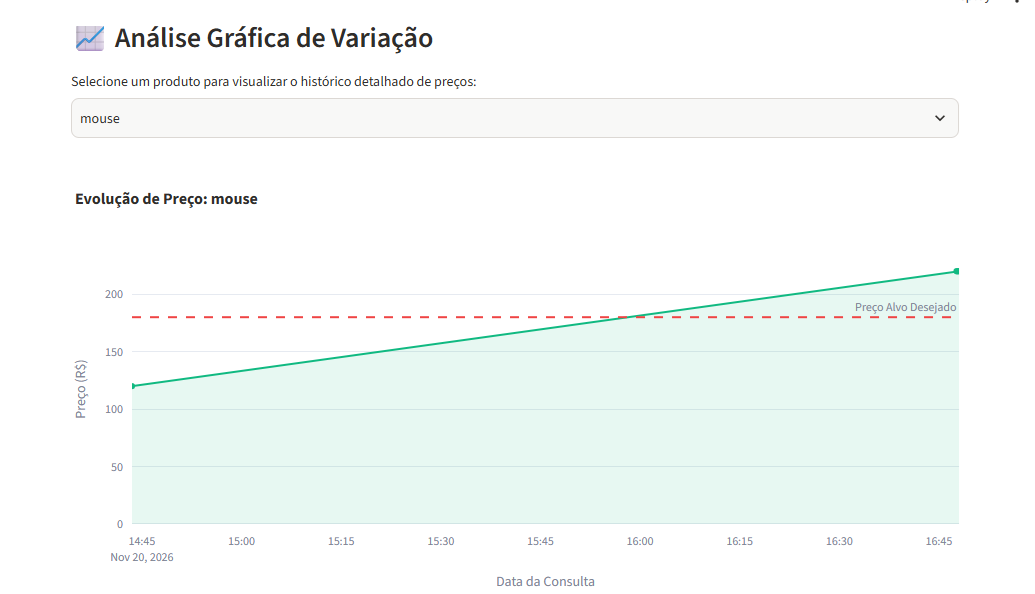 Análise Gráfica de Variação
Selecione um produto para visualizar o histórico detalhado de preços:
mouse
Evolução de Preço: mouse
200
Preço Alvo Desejado
150
Preço (R$)
100
50
0
14:45 15:00 15:15 15:30 15:45 16:00 16:15 16:30 16:45
Nov 20, 2026
Data da Consulta